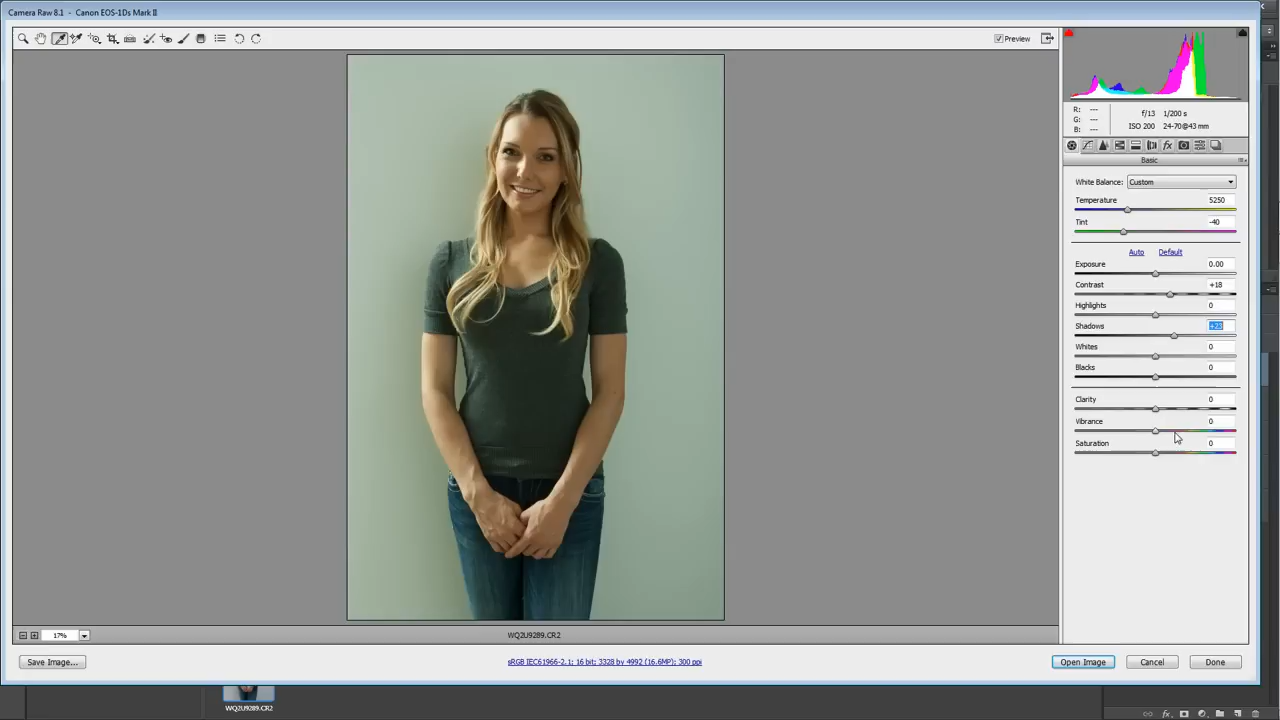 Camera Raw 8.1 - Canon EOS-1Ds Mark II
Preview
R: ---
G: ---
B: ---
f/13 1/200 s
ISO 200 24-70@43 mm
Basic
White Balance: Custom
Temperature 5250
Tint -40
Auto Default
Exposure 0.00
Contrast +18
Highlights 0
Shadows +23
Whites 0
Blacks 0
Clarity 0
Vibrance 0
Saturation 0
17%
WQ2U9289.CR2
Save Image...
sRGB IEC61966-2.1; 16 bit; 3328 by 4992 (16.6MP); 300 ppi
Open Image
Cancel
Done
WQ2U9289.CR2